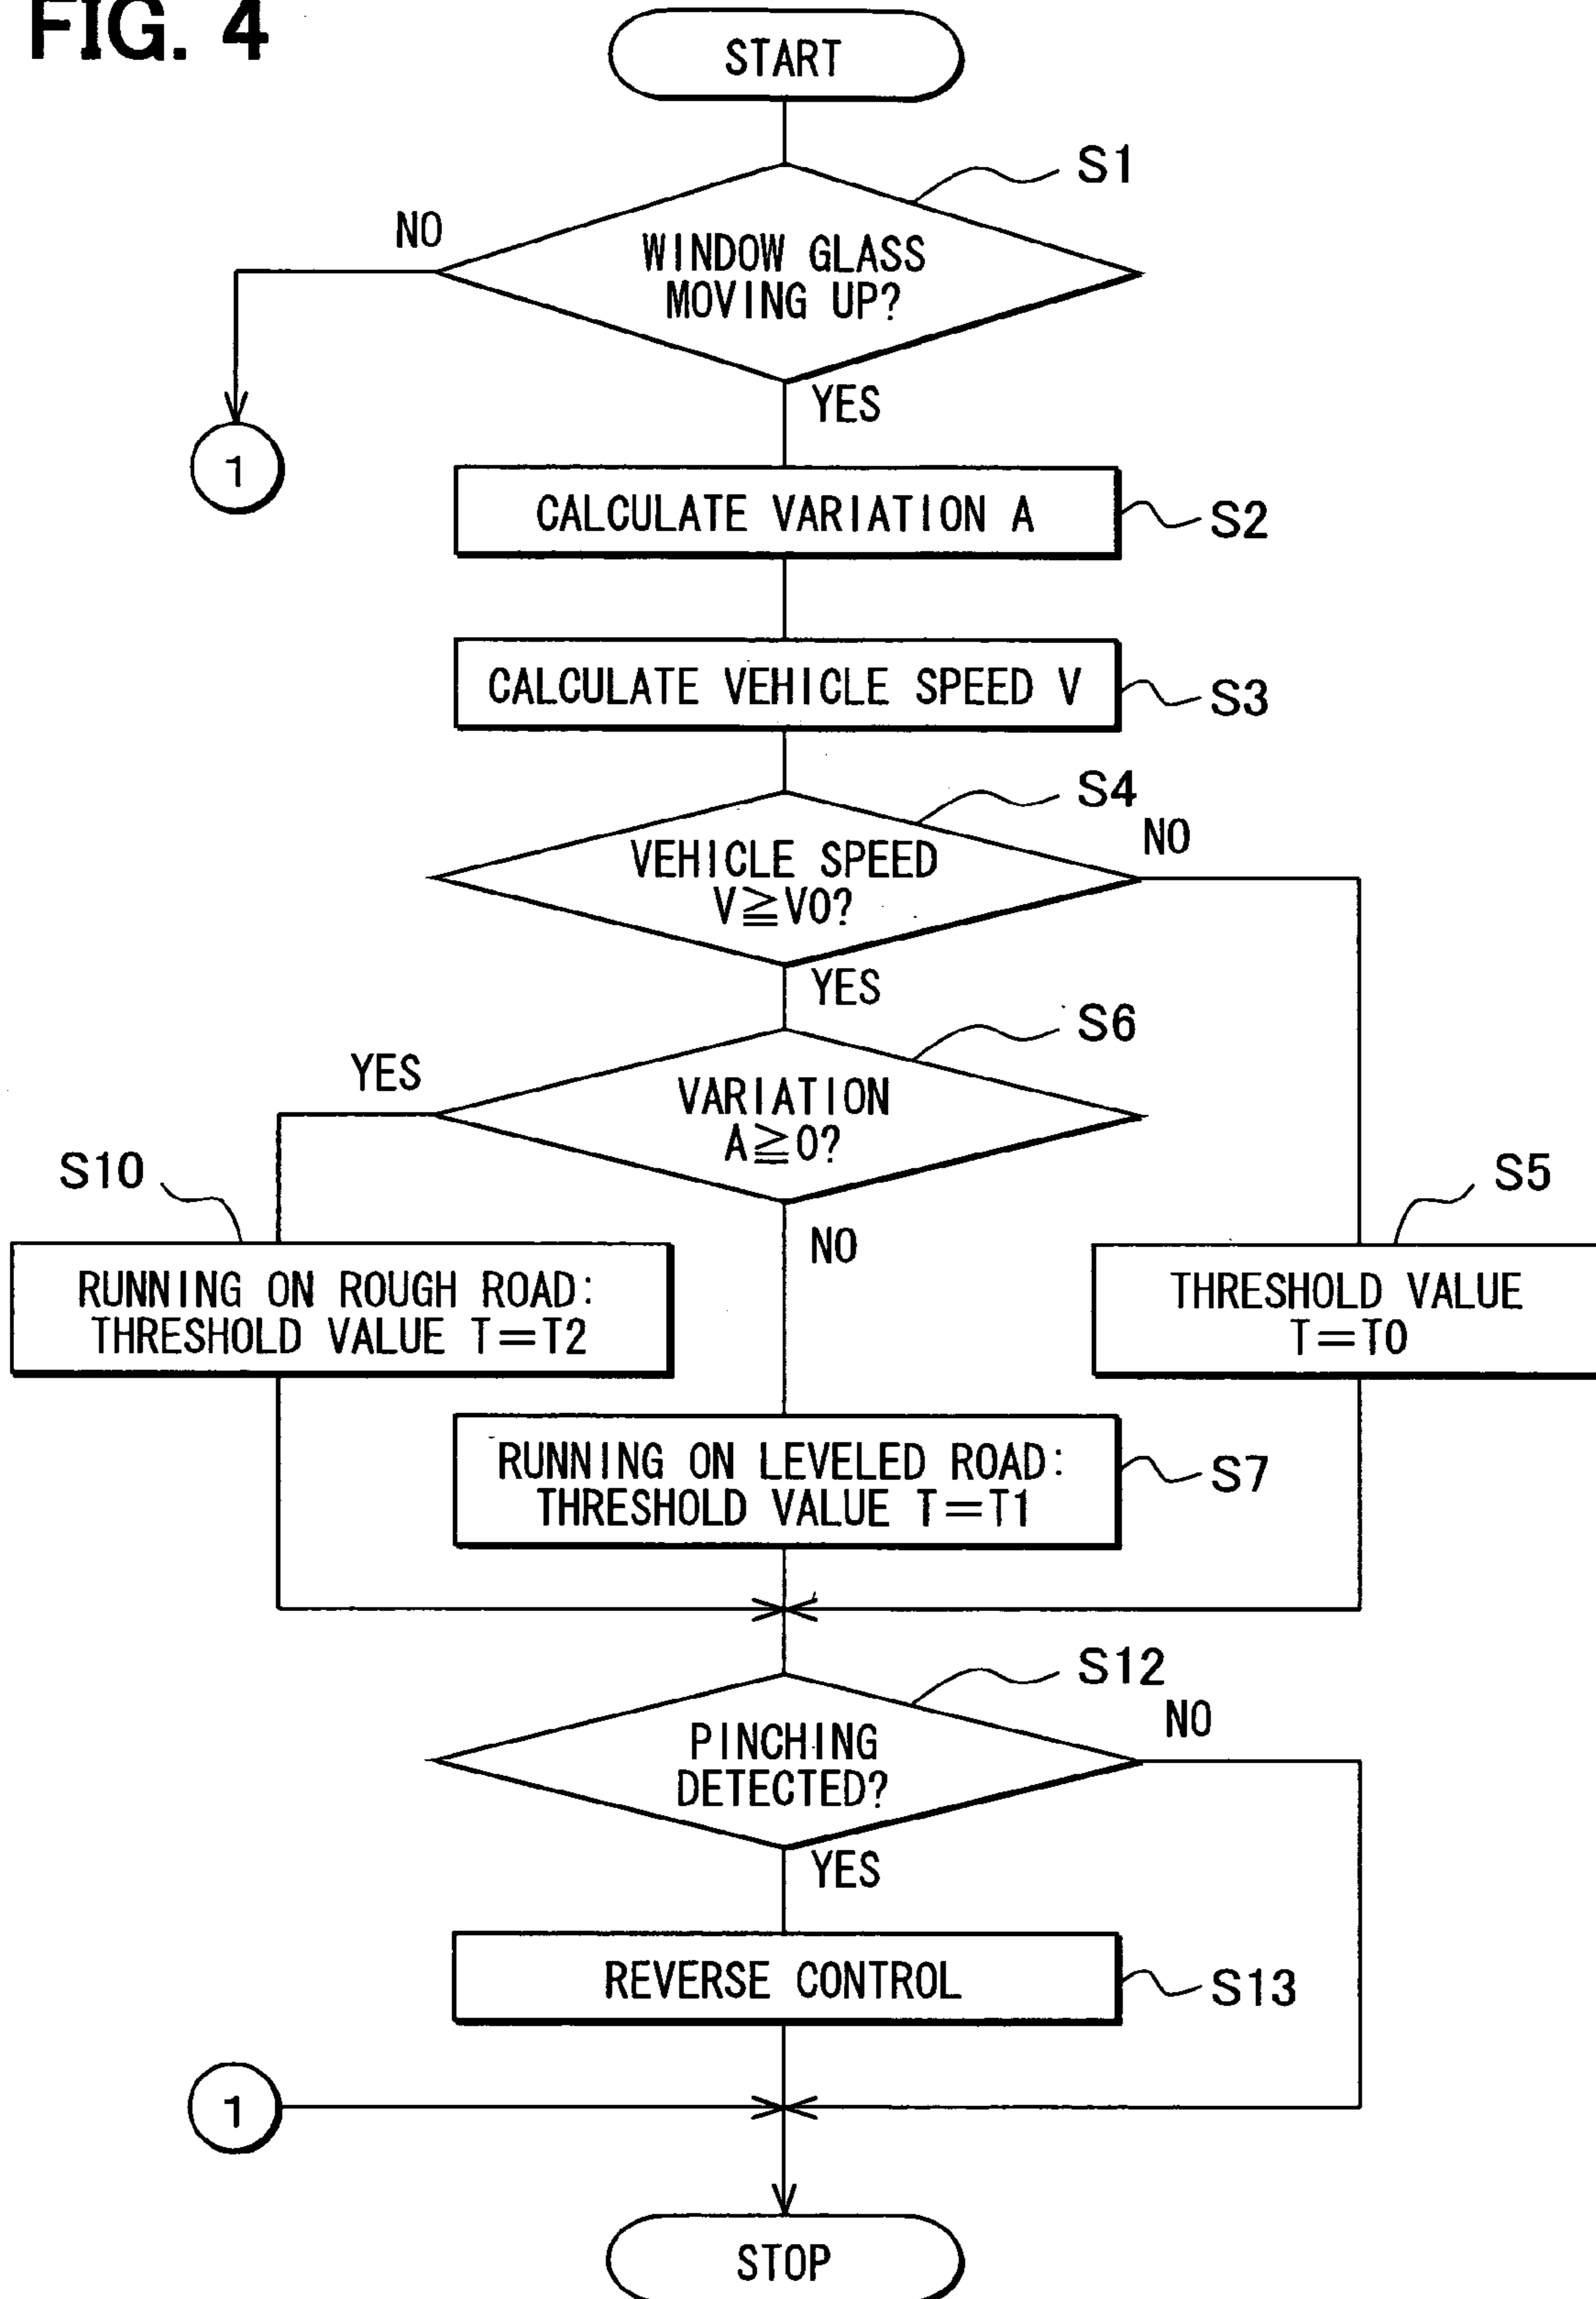 FIG. 4
START
S1
NO
WINDOW GLASS
MOVING UP?
YES
1
CALCULATE VARIATION A
S2
CALCULATE VEHICLE SPEED V
S3
S4
NO
VEHICLE SPEED
V≧V0?
YES
S6
YES
VARIATION
A≧0?
S10
S5
NO
RUNNING ON ROUGH ROAD:
THRESHOLD VALUE T=T2
THRESHOLD VALUE
T=T0
RUNNING ON LEVELED ROAD:
THRESHOLD VALUE T=T1
S7
S12
NO
PINCHING
DETECTED?
YES
REVERSE CONTROL
S13
1
STOP